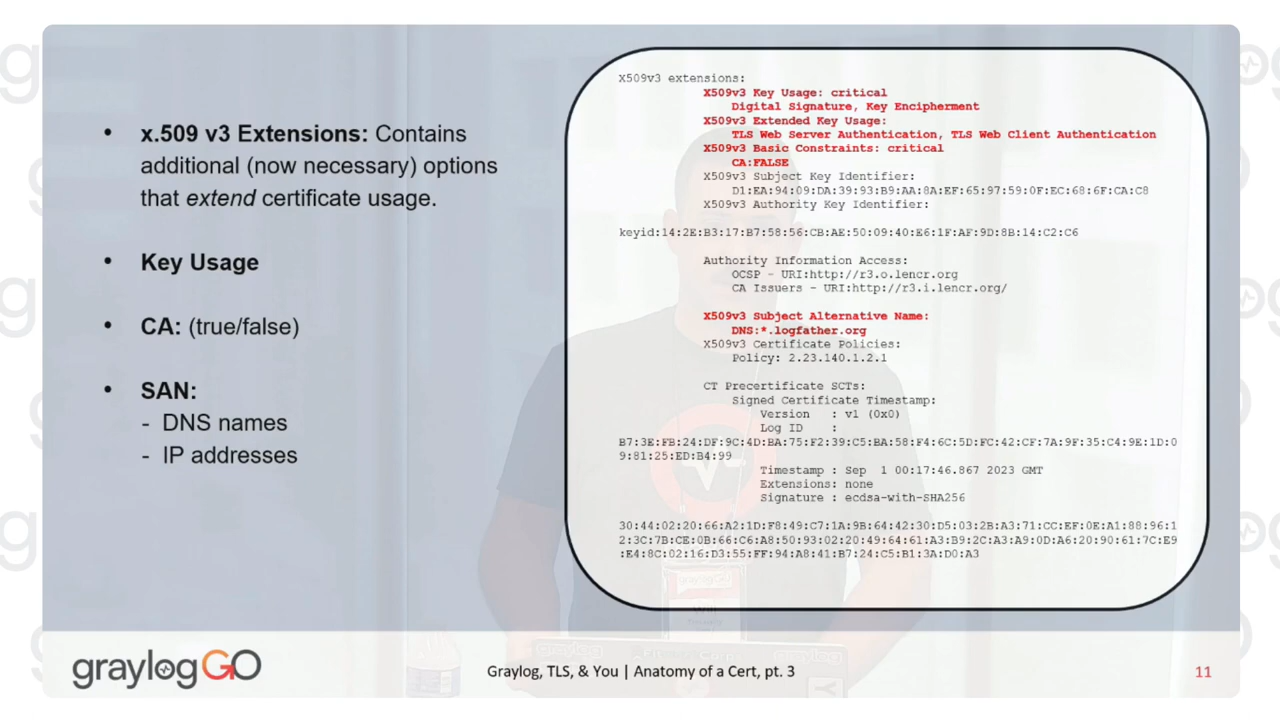 • x.509 v3 Extensions: Contains
additional (now necessary) options
that extend certificate usage.
• Key Usage
• CA: (true/false)
• SAN:
- DNS names
- IP addresses
X509v3 extensions:
X509v3 Key Usage: critical
Digital Signature, Key Encipherment
X509v3 Extended Key Usage:
TLS Web Server Authentication, TLS Web Client Authentication
X509v3 Basic Constraints: critical
CA:FALSE
X509v3 Subject Key Identifier:
D1:EA:94:09:DA:39:93:B9:AA:8A:EF:65:97:59:0F:EC:68:6F:CA:C8
X509v3 Authority Key Identifier:
keyid:14:2E:B3:17:B7:58:56:CB:AE:50:09:40:E6:1F:AF:9D:8B:14:C2:C6
Authority Information Access:
OCSP - URI:http://r3.o.lencr.org
CA Issuers - URI:http://r3.i.lencr.org/
X509v3 Subject Alternative Name:
DNS:*.logfather.org
X509v3 Certificate Policies:
Policy: 2.23.140.1.2.1
CT Precertificate SCTs:
Signed Certificate Timestamp:
Version : v1 (0x0)
Log ID :
B7:3E:FB:24:DF:9C:4D:BA:75:F2:39:C5:BA:58:F4:6C:5D:FC:42:CF:7A:9F:35:C4:9E:1D:0
9:81:25:ED:B4:99
Timestamp : Sep 1 00:17:46.867 2023 GMT
Extensions: none
Signature : ecdsa-with-SHA256
30:44:02:20:66:A2:1D:F8:49:C7:1A:9B:64:42:30:D5:03:2B:A3:71:CC:EF:0E:A1:88:96:1
2:3C:7B:CE:0B:66:C6:A8:50:93:02:20:49:64:61:A3:B9:2C:A3:A9:0D:A6:20:90:61:7C:E9
:E4:8C:02:16:D3:55:FF:94:A8:41:B7:24:C5:B1:3A:D0:A3
graylog GO
Graylog, TLS, & You | Anatomy of a Cert, pt. 3
11